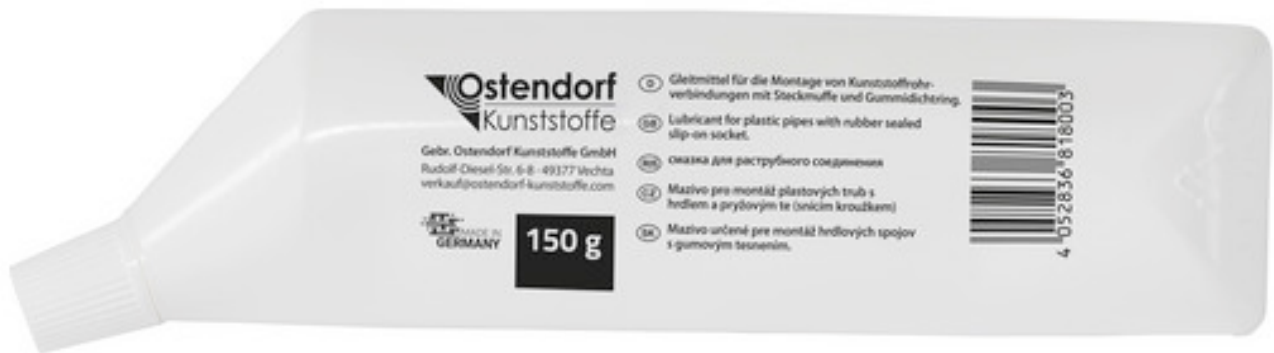 Ostendorf
Kunststoffe
Gebr. Ostendorf Kunststoffe GmbH
Rudolf-Diesel-Str. 6-8 · 49377 Vechta
verkauf@ostendorf-kunststoffe.com
MADE IN
GERMANY
150 g
D Gleitmittel für die Montage von Kunststoffrohr-
verbindungen mit Steckmuffe und Gummidichtring.
GB Lubricant for plastic pipes with rubber sealed
slip-on socket.
смазка для раструбного соединения
CZ Mazivo pro montáž plastových trub s
hrdlem a pryžovým te (snicím kroužkem)
SK Mazivo určené pre montáž hrdlových spojov
s gumovým tesnením.
4 052836 818003